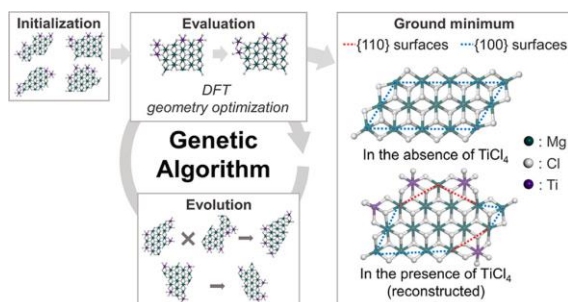 Initialization
Evaluation
DFT
geometry optimization
Genetic
Algorithm
Evolution
Ground minimum
{110} surfaces
{100} surfaces
In the absence of TiCl₄
: Mg
: Cl
: Ti
In the presence of TiCl₄
(reconstructed)